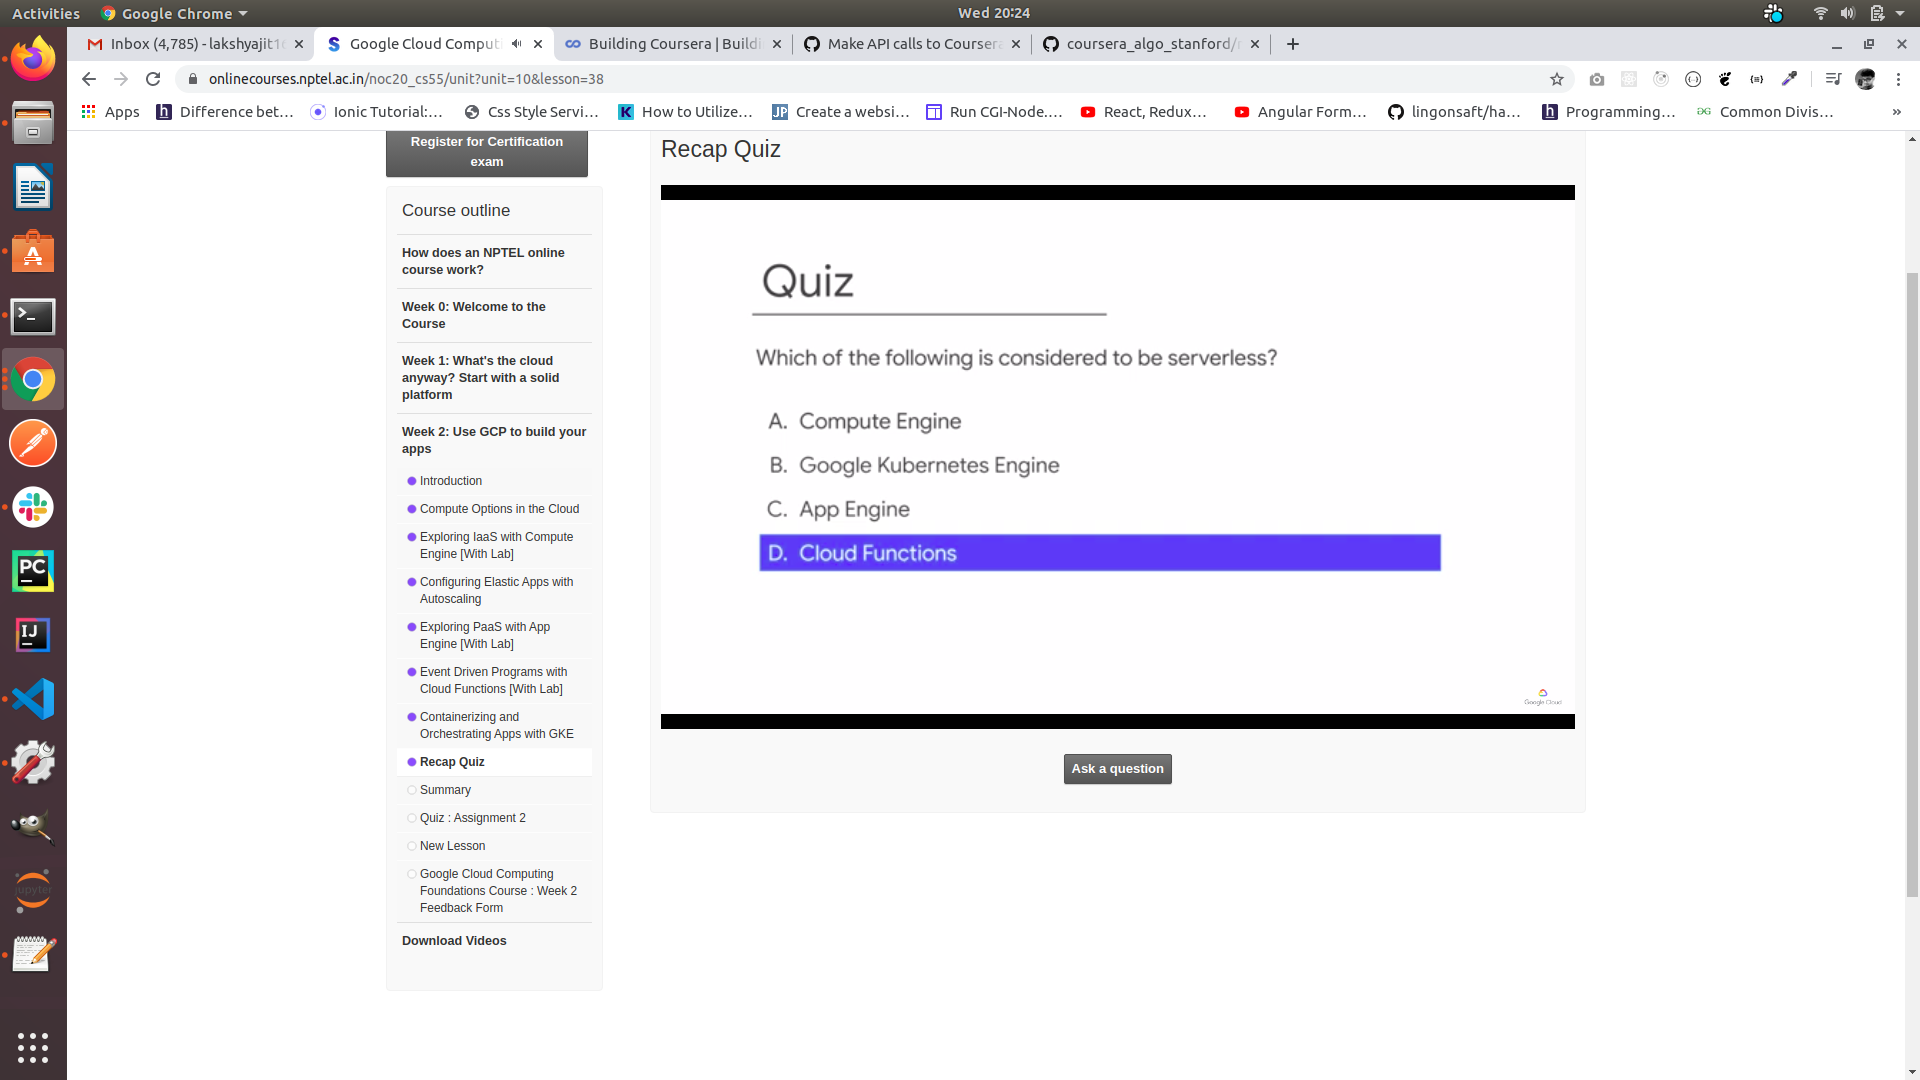 Activities
Google Chrome
Wed 20:24
Inbox (4,785) - lakshyajit1
Google Cloud Computi
Building Coursera | Buildi
Make API calls to Coursera
coursera_algo_stanford/
onlinecourses.nptel.ac.in/noc20_cs55/unit?unit=10&lesson=38
Apps
Difference bet…
Ionic Tutorial:…
Css Style Servi…
How to Utilize…
Create a websi…
Run CGI-Node.…
React, Redux…
Angular Form…
lingonsaft/ha…
Programming…
Common Divis…
Register for Certification
exam
Course outline
How does an NPTEL online
course work?
Week 0: Welcome to the
Course
Week 1: What's the cloud
anyway? Start with a solid
platform
Week 2: Use GCP to build your
apps
Introduction
Compute Options in the Cloud
Exploring IaaS with Compute
Engine [With Lab]
Configuring Elastic Apps with
Autoscaling
Exploring PaaS with App
Engine [With Lab]
Event Driven Programs with
Cloud Functions [With Lab]
Containerizing and
Orchestrating Apps with GKE
Recap Quiz
Summary
Quiz : Assignment 2
New Lesson
Google Cloud Computing
Foundations Course : Week 2
Feedback Form
Download Videos
Recap Quiz
Quiz
Which of the following is considered to be serverless?
A. Compute Engine
B. Google Kubernetes Engine
C. App Engine
D. Cloud Functions
Google Cloud
Ask a question